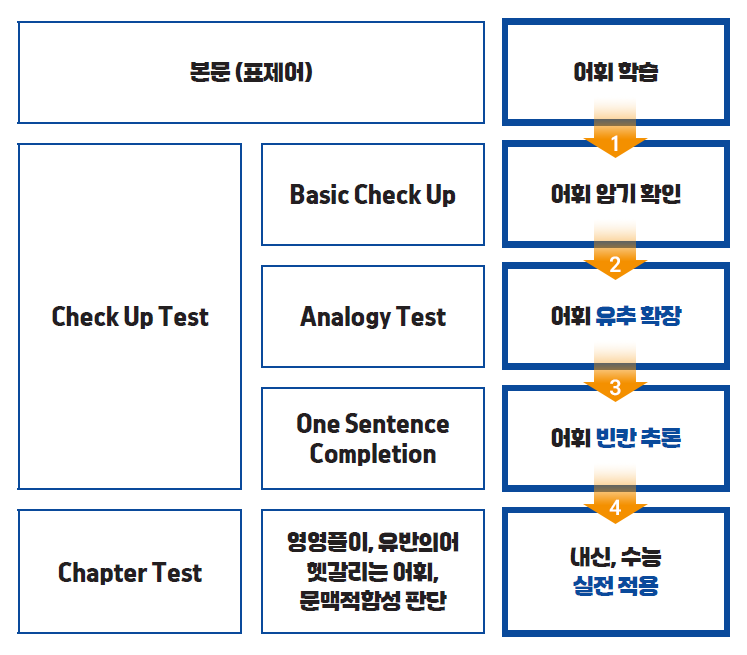 본문 (표제어)
어휘 학습
1
Check Up Test
Basic Check Up
어휘 암기 확인
2
Analogy Test
어휘 유추 확장
3
One Sentence
Completion
어휘 빈칸 추론
4
Chapter Test
영영풀이, 유반의어
헷갈리는 어휘,
문맥적합성 판단
내신, 수능
실전 적용